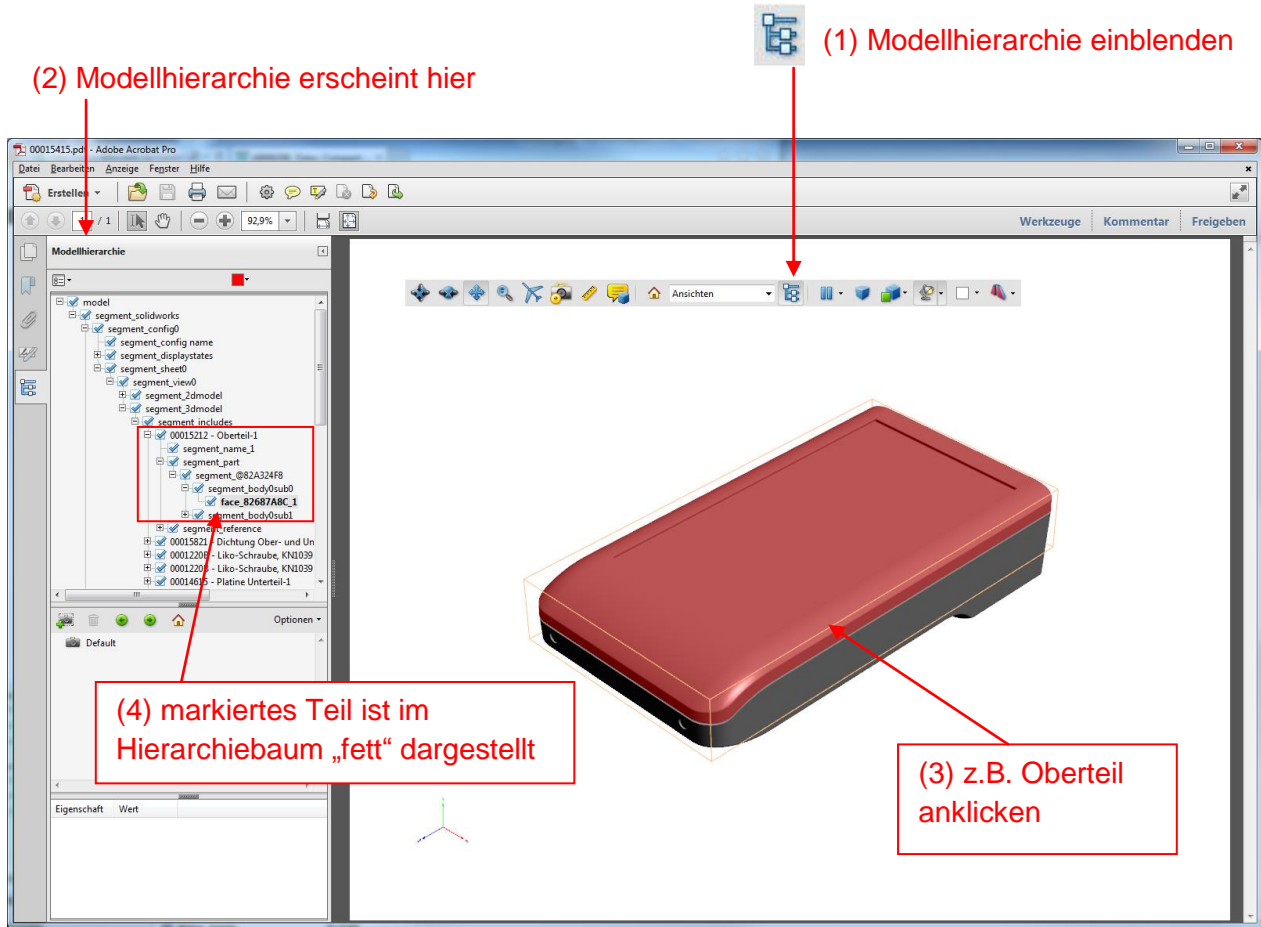 (1) Modellhierarchie einblenden
(2) Modellhierarchie erscheint hier
00015415.pdf - Adobe Acrobat Pro
Datei Bearbeiten Anzeige Fenster Hilfe
Erstellen
/ 1 92,9% Werkzeuge Kommentar Freigeben
Modellhierarchie
Ansichten
model
segment_solidworks
segment_config0
segment_config name
segment_displaystates
segment_sheet0
segment_view0
segment_2dmodel
segment_3dmodel
segment_includes
00015212 - Oberteil-1
segment_name_1
segment_part
segment_@82A324F8
segment_body0sub0
face_82687A8C_1
segment_body0sub1
segment_reference
00015821 - Dichtung Ober- und Un
00012208 - Liko-Schraube, KN1039
00012208 - Liko-Schraube, KN1039
00014615 - Platine Unterteil-1
Optionen
Default
(4) markiertes Teil ist im
Hierarchiebaum „fett“ dargestellt
(3) z.B. Oberteil
anklicken
Eigenschaft Wert